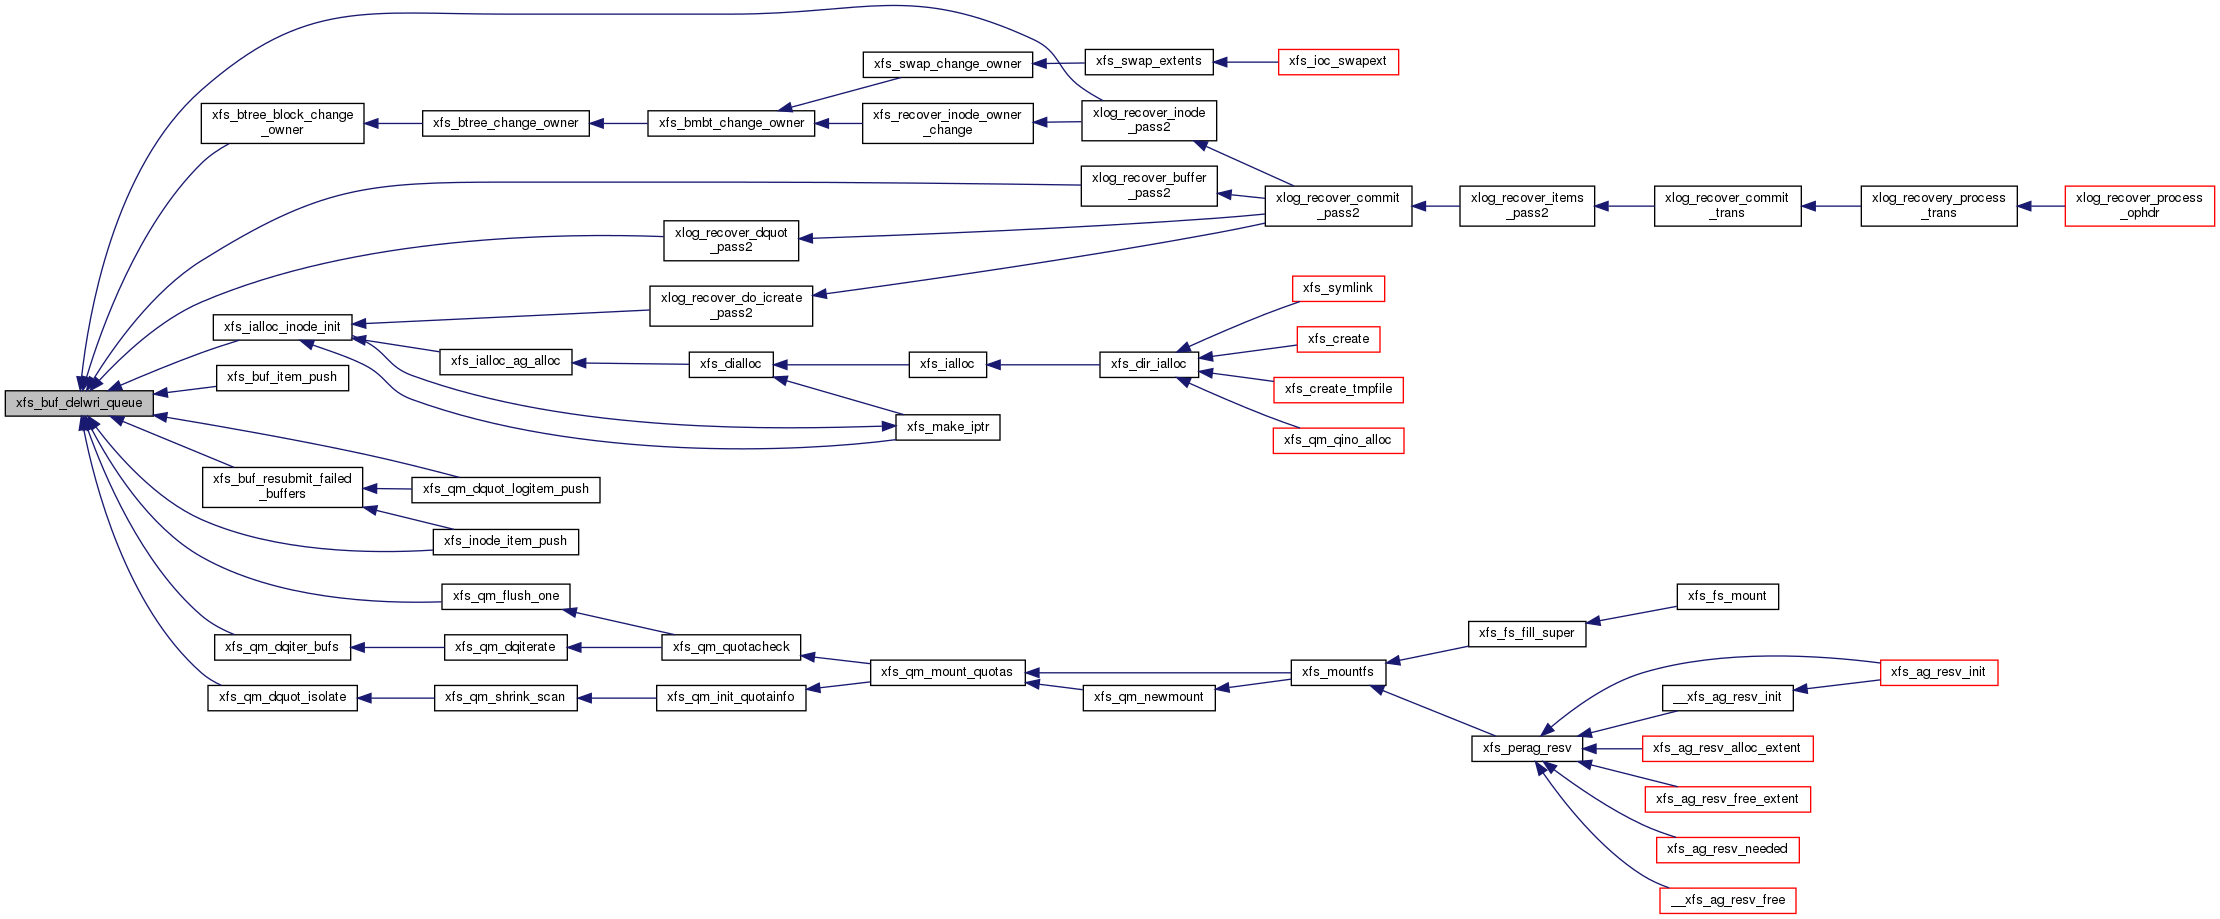 xfs_swap_change_owner
xfs_swap_extents
xfs_ioc_swapext
xfs_btree_block_change
_owner
xfs_btree_change_owner
xfs_bmbt_change_owner
xfs_recover_inode_owner
_change
xlog_recover_inode
_pass2
xlog_recover_buffer
_pass2
xlog_recover_commit
_pass2
xlog_recover_items
_pass2
xlog_recover_commit
_trans
xlog_recovery_process
_trans
xlog_recover_process
_ophdr
xlog_recover_dquot
_pass2
xlog_recover_do_icreate
_pass2
xfs_symlink
xfs_ialloc_inode_init
xfs_create
xfs_ialloc_ag_alloc
xfs_dialloc
xfs_ialloc
xfs_dir_ialloc
xfs_buf_item_push
xfs_create_tmpfile
xfs_buf_delwri_queue
xfs_make_iptr
xfs_qm_qino_alloc
xfs_buf_resubmit_failed
_buffers
xfs_qm_dquot_logitem_push
xfs_inode_item_push
xfs_qm_flush_one
xfs_fs_mount
xfs_fs_fill_super
xfs_qm_dqiter_bufs
xfs_qm_dqiterate
xfs_qm_quotacheck
xfs_qm_mount_quotas
xfs_mountfs
xfs_ag_resv_init
xfs_qm_dquot_isolate
xfs_qm_shrink_scan
xfs_qm_init_quotainfo
xfs_qm_newmount
__xfs_ag_resv_init
xfs_perag_resv
xfs_ag_resv_alloc_extent
xfs_ag_resv_free_extent
xfs_ag_resv_needed
__xfs_ag_resv_free